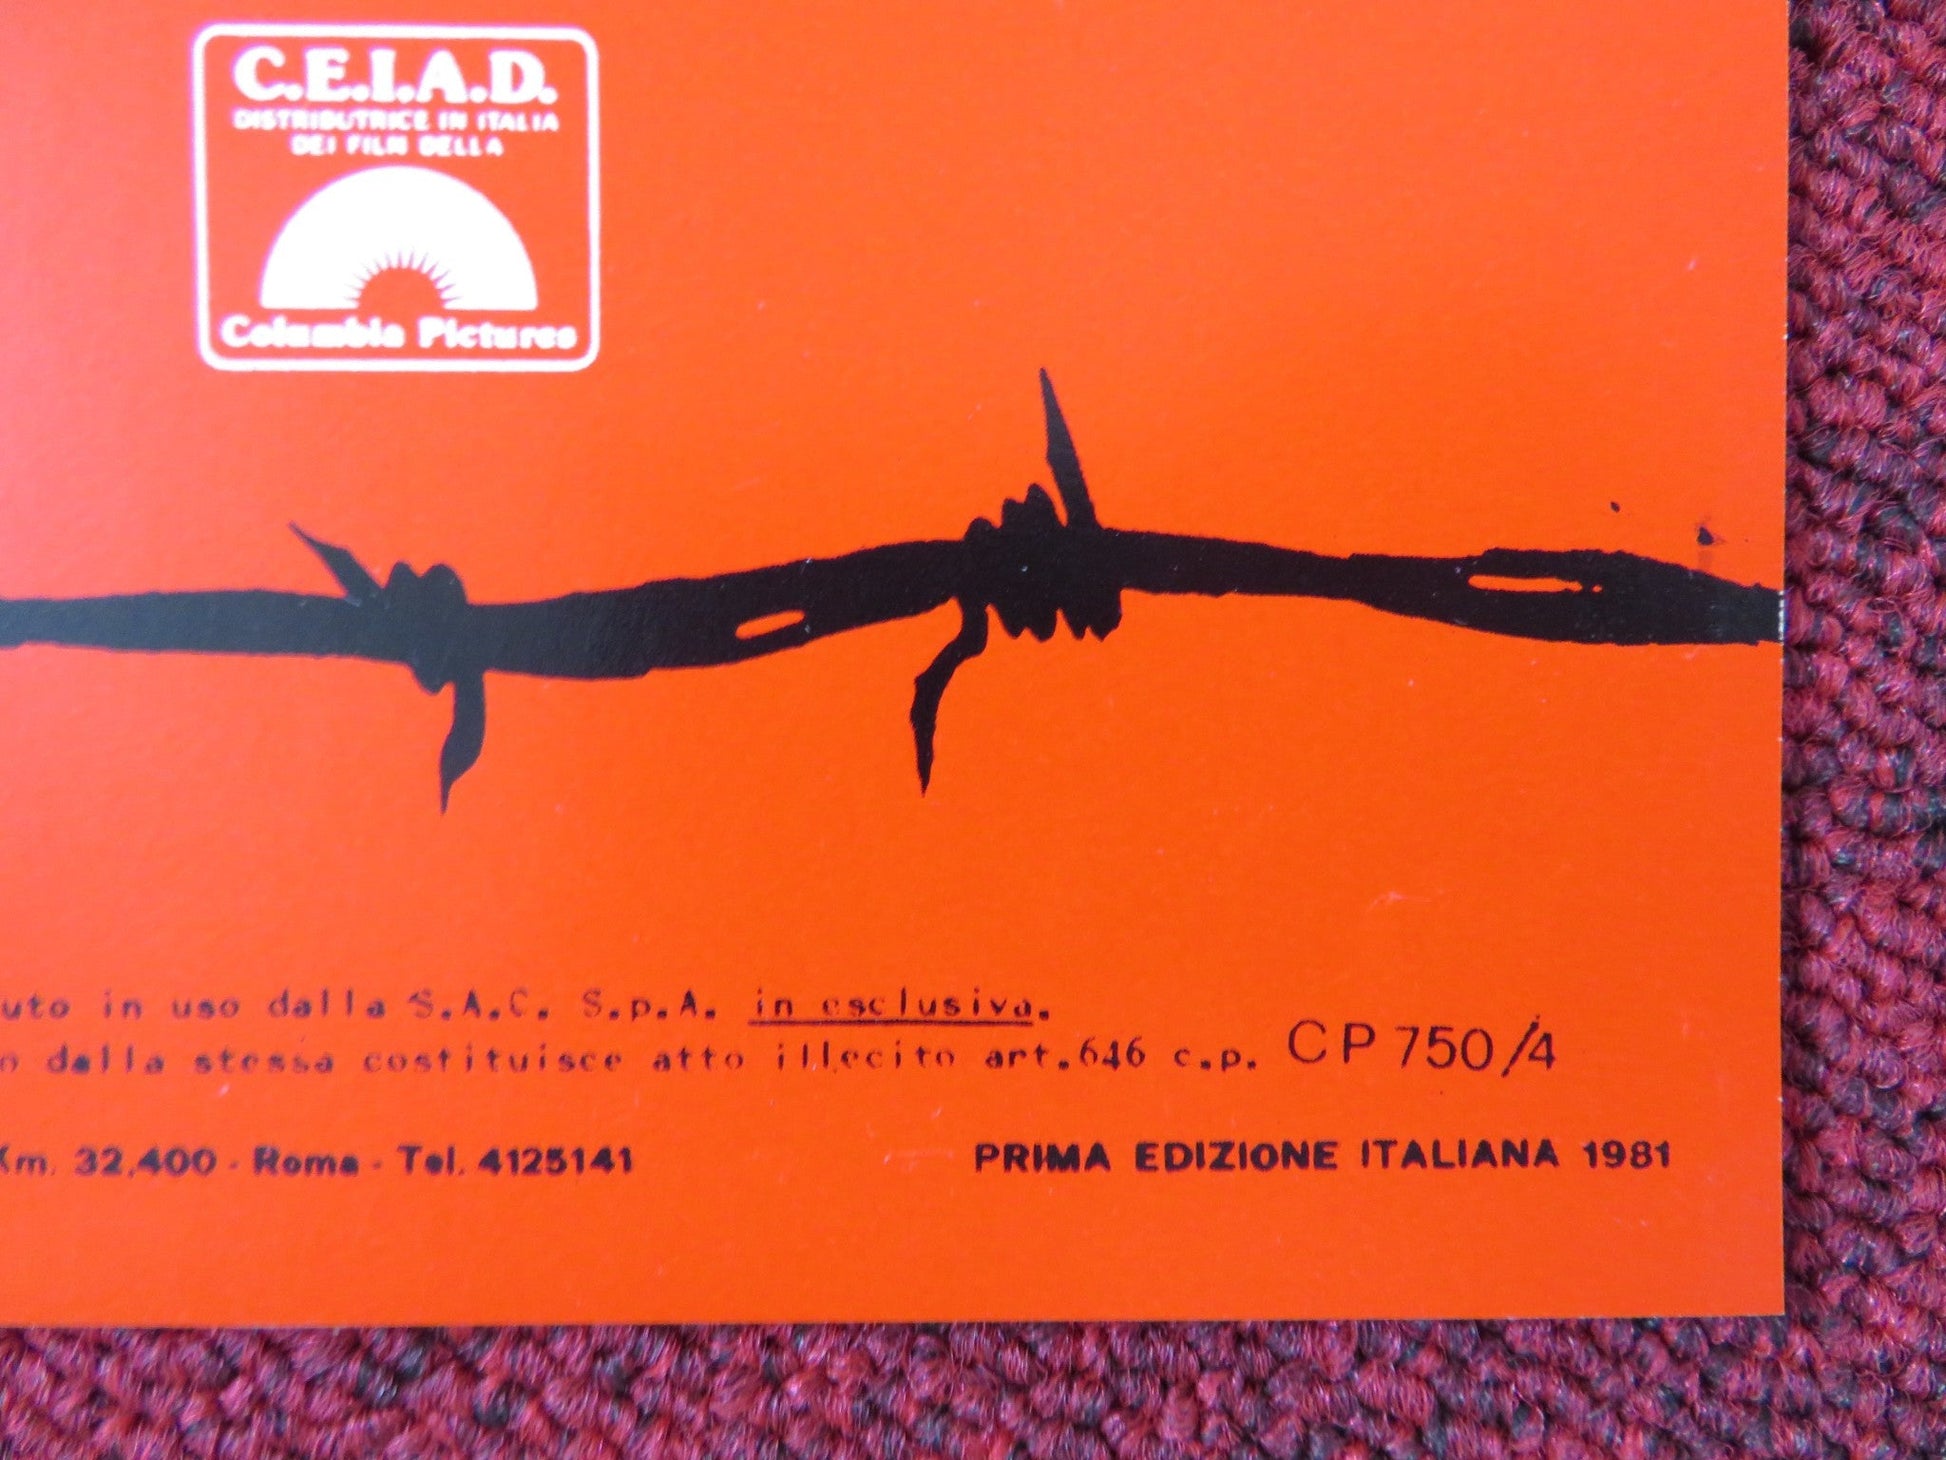 C.E.I.A.D.
DISTRIBUTRICE IN ITALIA
DEI FILM DELLA
Columbia Pictures
uto in uso dalla S.A.C. S.p.A. in esclusiva.
o dalla stessa costituisce atto illecito art.646 c.p. CP 750/4
Km. 32,400 - Roma - Tel. 4125141
PRIMA EDIZIONE ITALIANA 1981